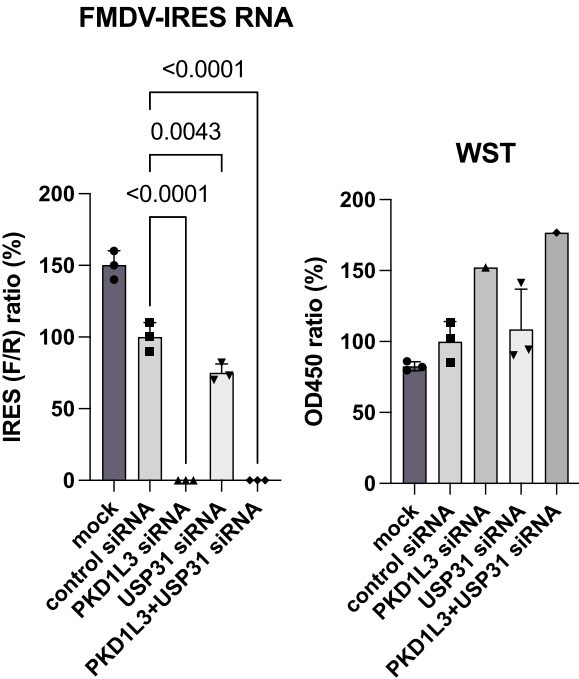 FMDV-IRES RNA
<0.0001
0.0043
<0.0001
200
150
100
50
0
IRES (F/R) ratio (%)
mock
control siRNA
PKD1L3 siRNA
USP31 siRNA
PKD1L3+USP31 siRNA
WST
200
150
100
50
0
OD450 ratio (%)
mock
control siRNA
PKD1L3 siRNA
USP31 siRNA
PKD1L3+USP31 siRNA